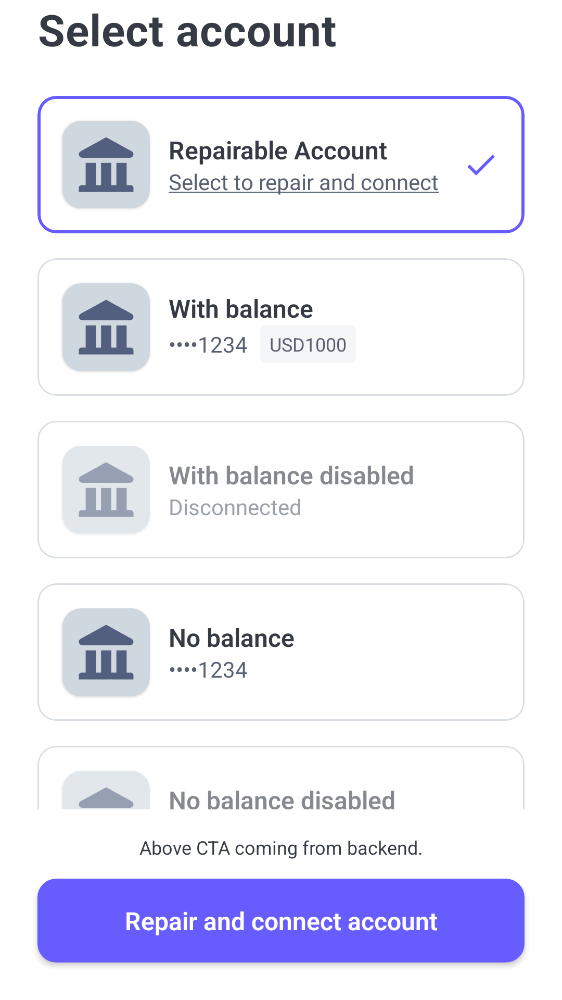 Select account
Repairable Account
Select to repair and connect
With balance
••••1234 USD1000
With balance disabled
Disconnected
No balance
••••1234
No balance disabled
Above CTA coming from backend.
Repair and connect account